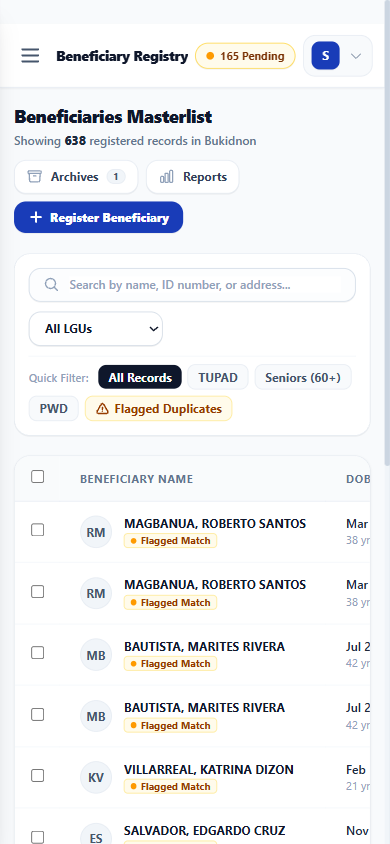 Beneficiary Registry
165 Pending
S
Beneficiaries Masterlist
Showing 638 registered records in Bukidnon
Archives 1
Reports
+ Register Beneficiary
Search by name, ID number, or address...
All LGUs
Quick Filter: All Records TUPAD Seniors (60+)
PWD Flagged Duplicates
BENEFICIARY NAME DOB
RM MAGBANUA, ROBERTO SANTOS Mar
Flagged Match 38 yr
RM MAGBANUA, ROBERTO SANTOS Mar
Flagged Match 38 yr
MB BAUTISTA, MARITES RIVERA Jul 2
Flagged Match 42 yr
MB BAUTISTA, MARITES RIVERA Jul 2
Flagged Match 42 yr
KV VILLARREAL, KATRINA DIZON Feb
Flagged Match 21 yr
ES SALVADOR, EDGARDO CRUZ Nov